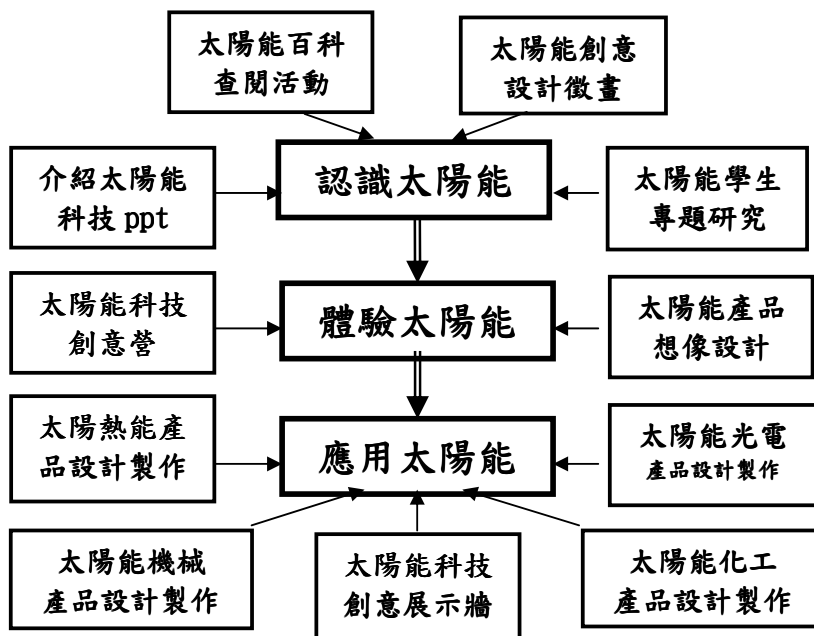 太陽能百科
查閱活動
太陽能創意
設計徵畫
介紹太陽能
科技 ppt
認識太陽能
太陽能學生
專題研究
太陽能科技
創意營
體驗太陽能
太陽能產品
想像設計
太陽熱能產
品設計製作
應用太陽能
太陽能光電
產品設計製作
太陽能機械
產品設計製作
太陽能科技
創意展示牆
太陽能化工
產品設計製作